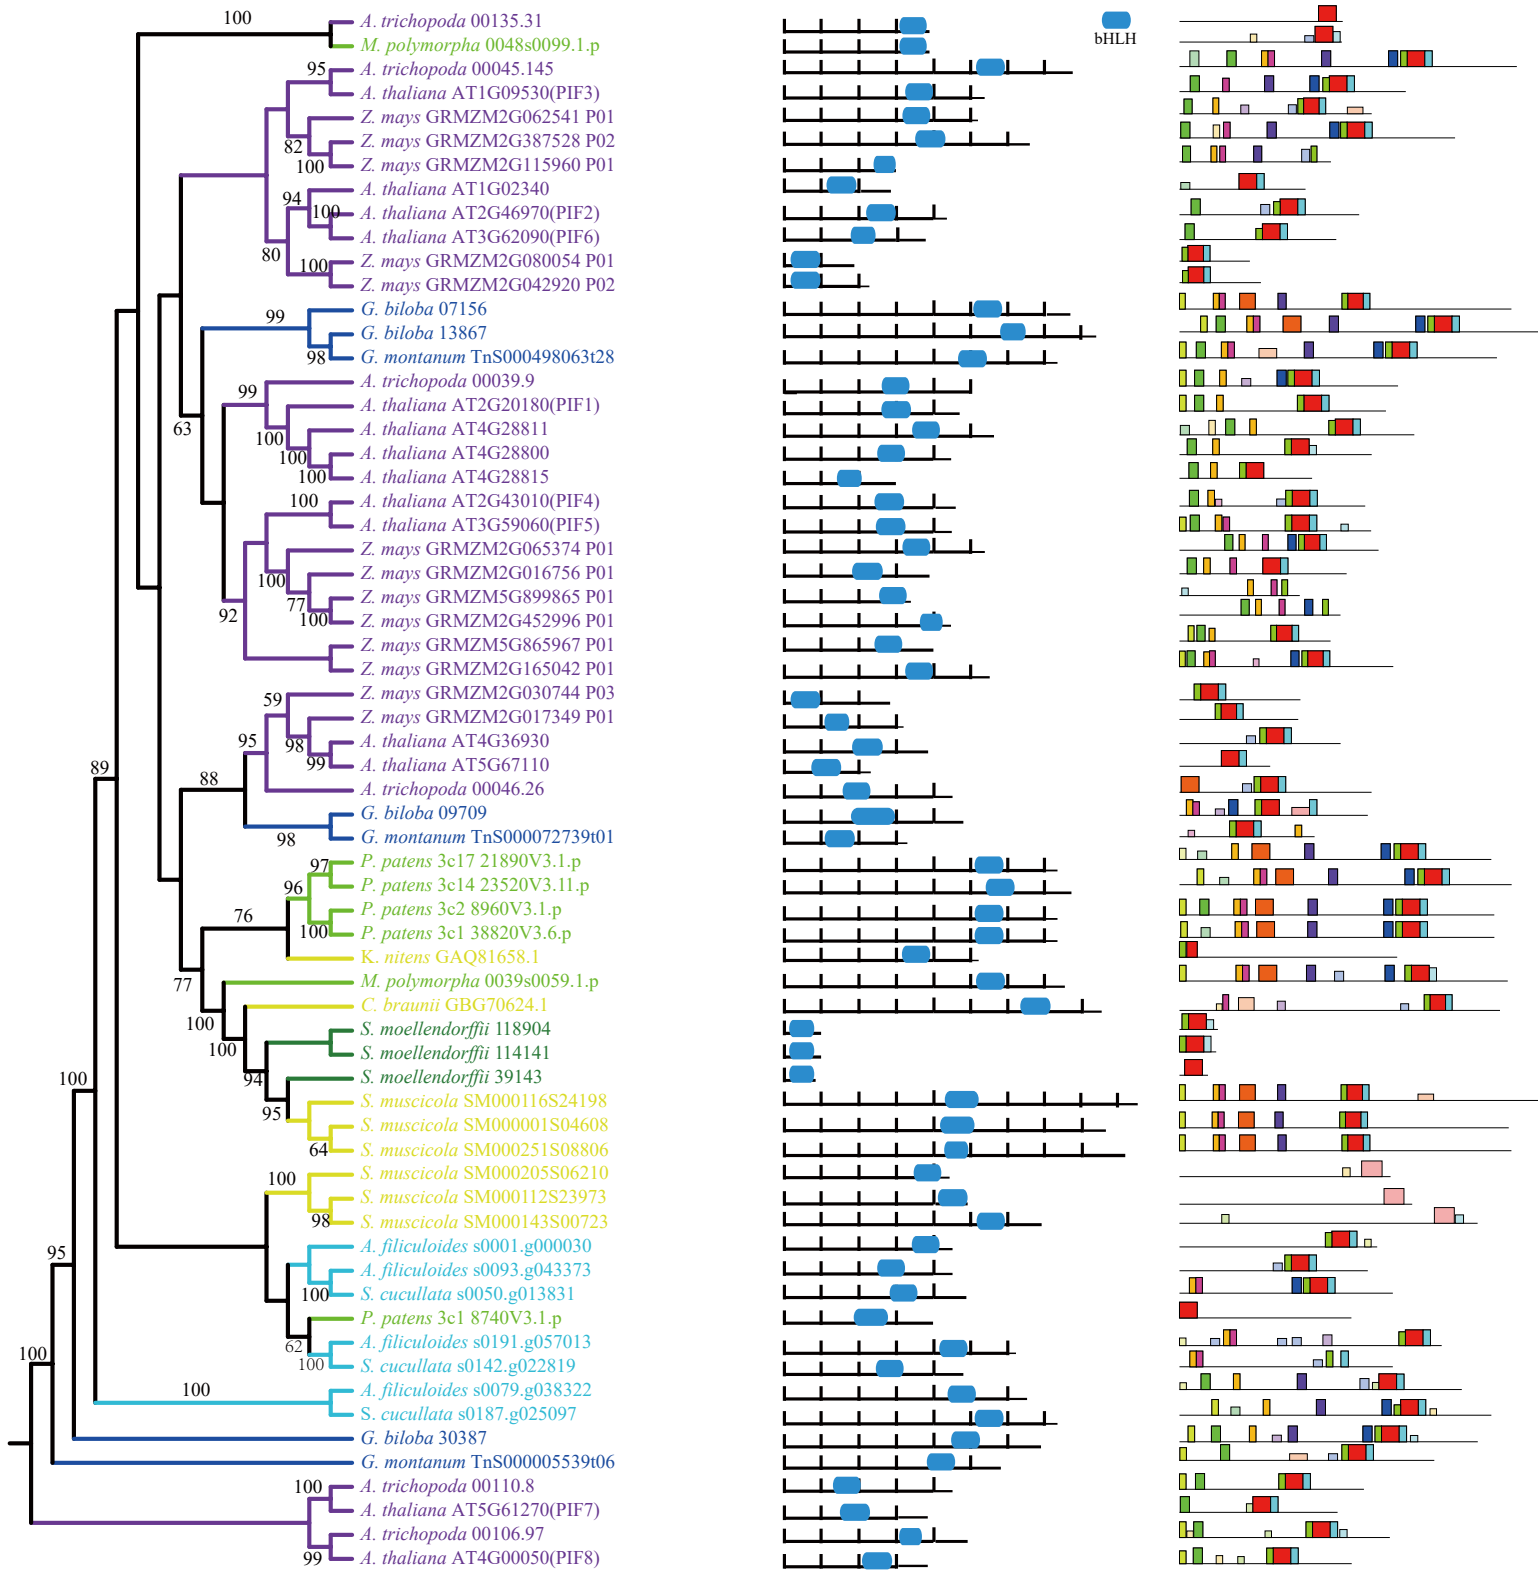 100
A. trichopoda 00135.31
bHLH
M. polymorpha 0048s0099.1.p
95
A. trichopoda 00045.145
A. thaliana AT1G09530(PIF3)
Z. mays GRMZM2G062541 P01
82
Z. mays GRMZM2G387528 P02
100
Z. mays GRMZM2G115960 P01
A. thaliana AT1G02340
94
100
A. thaliana AT2G46970(PIF2)
A. thaliana AT3G62090(PIF6)
80
100
Z. mays GRMZM2G080054 P01
Z. mays GRMZM2G042920 P02
G. biloba 07156
99
G. biloba 13867
98
G. montanum TnS000498063t28
A. trichopoda 00039.9
99
A. thaliana AT2G20180(PIF1)
63
100
A. thaliana AT4G28811
100
A. thaliana AT4G28800
100
A. thaliana AT4G28815
100
A. thaliana AT2G43010(PIF4)
A. thaliana AT3G59060(PIF5)
Z. mays GRMZM2G065374 P01
100
Z. mays GRMZM2G016756 P01
77
Z. mays GRMZM5G899865 P01
92
100
Z. mays GRMZM2G452996 P01
Z. mays GRMZM5G865967 P01
Z. mays GRMZM2G165042 P01
59
Z. mays GRMZM2G030744 P03
Z. mays GRMZM2G017349 P01
95
98
A. thaliana AT4G36930
99
A. thaliana AT5G67110
89
88
A. trichopoda 00046.26
G. biloba 09709
98
G. montanum TnS000072739t01
97
P. patens 3c17 21890V3.1.p
96
P. patens 3c14 23520V3.11.p
76
P. patens 3c2 8960V3.1.p
100
P. patens 3c1 38820V3.6.p
K. nitens GAQ81658.1
77
M. polymorpha 0039s0059.1.p
C. braunii GBG70624.1
100
S. moellendorffii 118904
100
S. moellendorffii 114141
94
S. moellendorffii 39143
100
95
S. muscicola SM000116S24198
S. muscicola SM000001S04608
64
S. muscicola SM000251S08806
100
S. muscicola SM000205S06210
S. muscicola SM000112S23973
98
S. muscicola SM000143S00723
95
A. filiculoides s0001.g000030
A. filiculoides s0093.g043373
100
S. cucullata s0050.g013831
P. patens 3c1 8740V3.1.p
62
A. filiculoides s0191.g057013
100
100
S. cucullata s0142.g022819
100
A. filiculoides s0079.g038322
S. cucullata s0187.g025097
G. biloba 30387
G. montanum TnS000005539t06
100
A. trichopoda 00110.8
A. thaliana AT5G61270(PIF7)
A. trichopoda 00106.97
99
A. thaliana AT4G00050(PIF8)